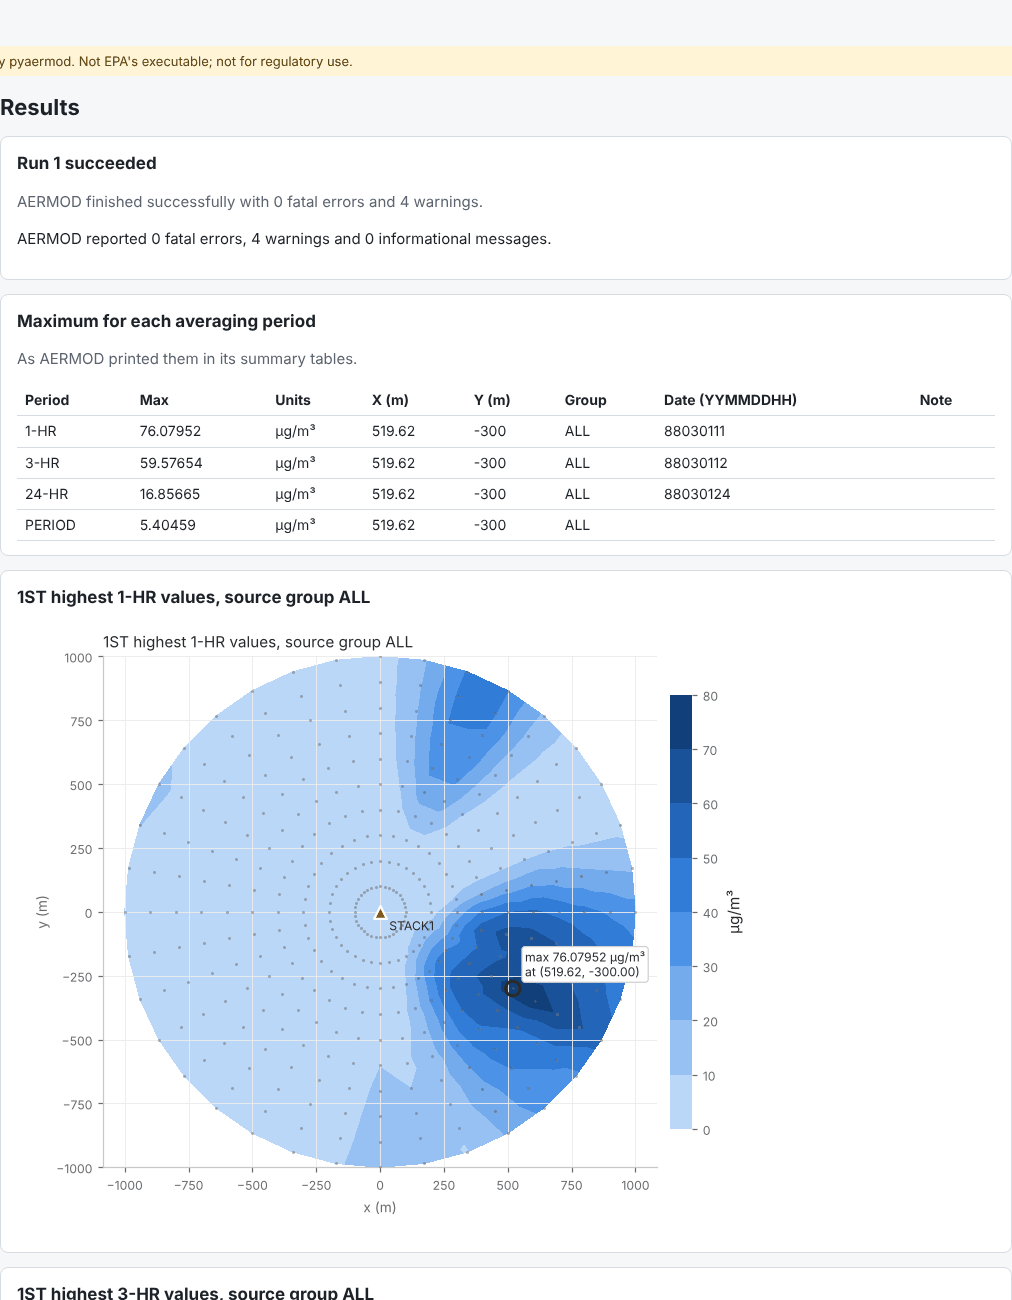 y pyaermod. Not EPA's executable; not for regulatory use.
Results
Run 1 succeeded
AERMOD finished successfully with 0 fatal errors and 4 warnings.
AERMOD reported 0 fatal errors, 4 warnings and 0 informational messages.
Maximum for each averaging period
As AERMOD printed them in its summary tables.
Period Max Units X (m) Y (m) Group Date (YYMMDDHH) Note
1-HR 76.07952 µg/m³ 519.62 -300 ALL 88030111
3-HR 59.57654 µg/m³ 519.62 -300 ALL 88030112
24-HR 16.85665 µg/m³ 519.62 -300 ALL 88030124
PERIOD 5.40459 µg/m³ 519.62 -300 ALL
1ST highest 1-HR values, source group ALL
1ST highest 1-HR values, source group ALL
1000
750
500
250
0
−250
−500
−750
−1000
y (m)
STACK1
max 76.07952 µg/m³
at (519.62, -300.00)
−1000 −750 −500 −250 0 250 500 750 1000
x (m)
80
70
60
50
40
30
20
10
0
µg/m³
1ST highest 3-HR values, source group ALL